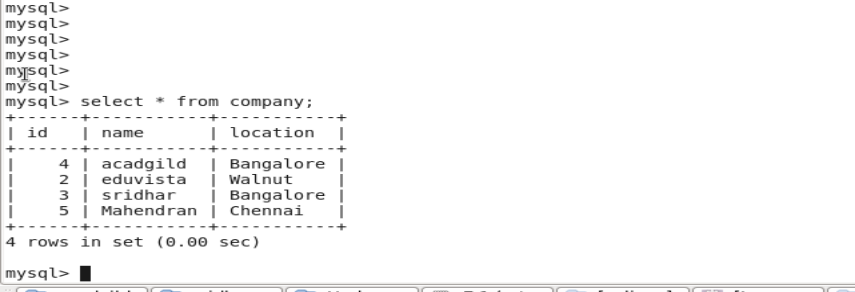 mysql>
mysql>
mysql>
mysql>
mysql>
mysql>
mysql> select * from company;
+------+-----------+-----------+
| id   | name      | location  |
+------+-----------+-----------+
|    4 | acadgild  | Bangalore |
|    2 | eduvista  | Walnut    |
|    3 | sridhar   | Bangalore |
|    5 | Mahendran | Chennai   |
+------+-----------+-----------+
4 rows in set (0.00 sec)
mysql>